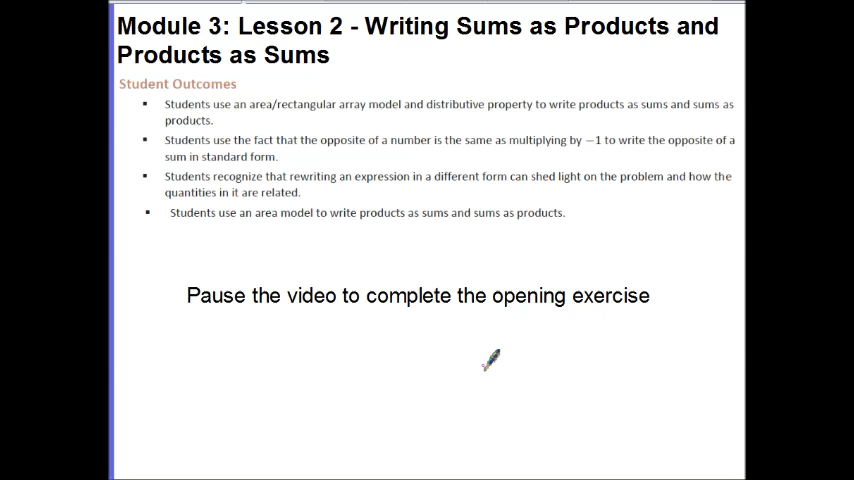 Module 3: Lesson 2 - Writing Sums as Products and
Products as Sums
Student Outcomes
▪ Students use an area/rectangular array model and distributive property to write products as sums and sums as
products.
▪ Students use the fact that the opposite of a number is the same as multiplying by −1 to write the opposite of a
sum in standard form.
▪ Students recognize that rewriting an expression in a different form can shed light on the problem and how the
quantities in it are related.
▪ Students use an area model to write products as sums and sums as products.
Pause the video to complete the opening exercise